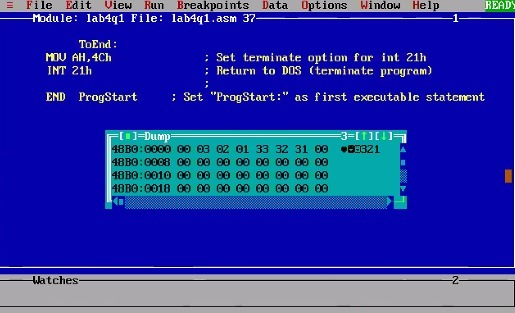 ≡ File Edit View Run Breakpoints Data Options Window Help READY
Module: lab4q1 File: lab4q1.asm 37 1
ToEnd:
MOV AH,4Ch ; Set terminate option for int 21h
INT 21h ; Return to DOS (terminate program)
;
END ProgStart ; Set "ProgStart:" as first executable statement
[■]=Dump 3=[↑][↓]
48B0:0000 00 03 02 01 33 32 31 00 ♥☻☺321
48B0:0008 00 00 00 00 00 00 00 00
48B0:0010 00 00 00 00 00 00 00 00
48B0:0018 00 00 00 00 00 00 00 00
Watches 2